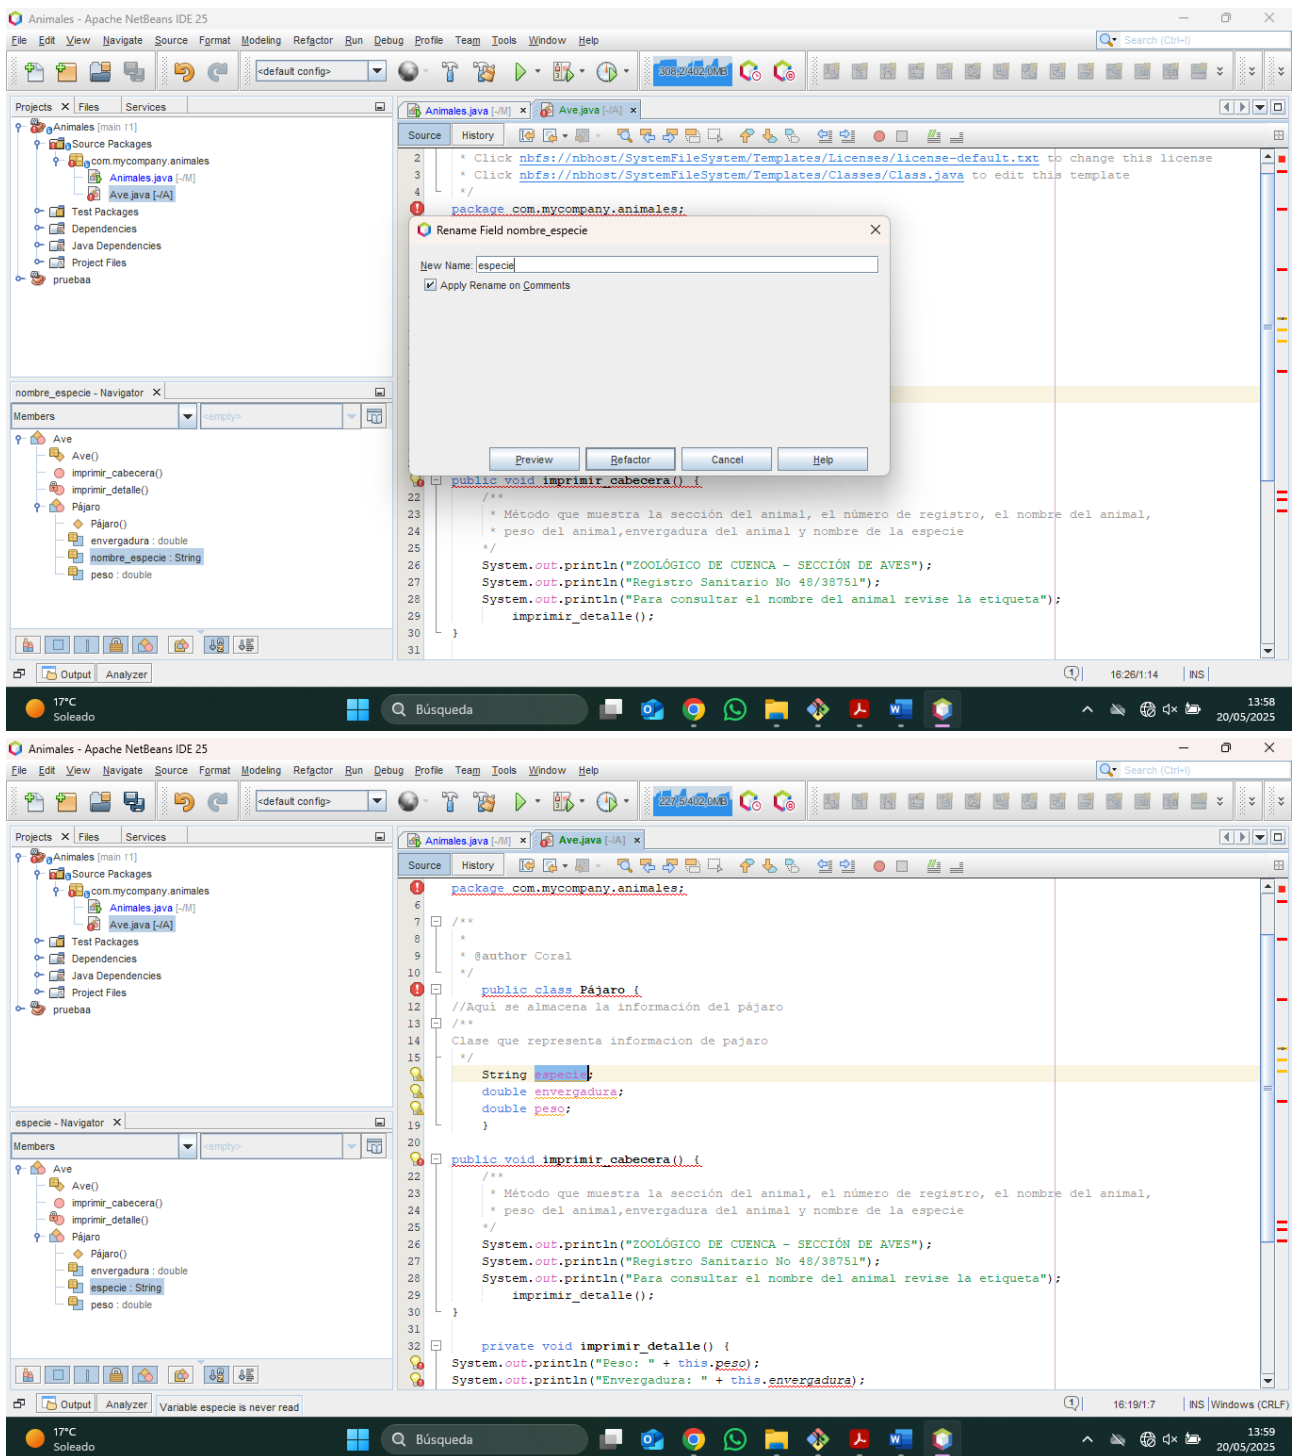 Animales - Apache NetBeans IDE 25
File Edit View Navigate Source Format Modeling Refactor Run Debug Profile Team Tools Window Help
Search (Ctrl+I)
<default config>
308,2/402,0MB
Projects Files Services
Animales.java [-/M] Ave.java [-/A]
Animales [main ↑1]
Source History
Source Packages
com.mycompany.animales
Animales.java [-/M]
Ave.java [-/A]
Test Packages
Dependencies
Java Dependencies
Project Files
pruebaa
2 * Click nbfs://nbhost/SystemFileSystem/Templates/Licenses/license-default.txt to change this license
3 * Click nbfs://nbhost/SystemFileSystem/Templates/Classes/Class.java to edit this template
4 */
package com.mycompany.animales;
Rename Field nombre_especie
New Name: especie
Apply Rename on Comments
Preview Refactor Cancel Help
nombre_especie - Navigator
Members <empty>
Ave
Ave()
imprimir_cabecera()
imprimir_detalle()
Pájaro
Pájaro()
envergadura : double
nombre_especie : String
peso : double
public void imprimir_cabecera() {
22 /**
23 * Método que muestra la sección del animal, el número de registro, el nombre del animal,
24 * peso del animal,envergadura del animal y nombre de la especie
25 */
26 System.out.println("ZOOLÓGICO DE CUENCA - SECCIÓN DE AVES");
27 System.out.println("Registro Sanitario No 48/38751");
28 System.out.println("Para consultar el nombre del animal revise la etiqueta");
29 imprimir_detalle();
30 }
31
Output Analyzer
16:26/1:14 INS
17°C
Soleado
Búsqueda
13:58
20/05/2025
Animales - Apache NetBeans IDE 25
File Edit View Navigate Source Format Modeling Refactor Run Debug Profile Team Tools Window Help
Search (Ctrl+I)
<default config>
227,5/402,0MB
Projects Files Services
Animales.java [-/M] Ave.java [-/A]
Animales [main ↑1]
Source History
Source Packages
com.mycompany.animales
Animales.java [-/M]
Ave.java [-/A]
Test Packages
Dependencies
Java Dependencies
Project Files
pruebaa
package com.mycompany.animales;
6
7 /**
8 *
9 * @author Coral
10 */
public class Pájaro {
12 //Aquí se almacena la información del pájaro
13 /**
14 Clase que representa informacion de pajaro
15 */
String especie;
double envergadura;
double peso;
19 }
20
public void imprimir_cabecera() {
22 /**
23 * Método que muestra la sección del animal, el número de registro, el nombre del animal,
24 * peso del animal,envergadura del animal y nombre de la especie
25 */
26 System.out.println("ZOOLÓGICO DE CUENCA - SECCIÓN DE AVES");
27 System.out.println("Registro Sanitario No 48/38751");
28 System.out.println("Para consultar el nombre del animal revise la etiqueta");
29 imprimir_detalle();
30 }
31
32 private void imprimir_detalle() {
System.out.println("Peso: " + this.peso);
System.out.println("Envergadura: " + this.envergadura);
especie - Navigator
Members <empty>
Ave
Ave()
imprimir_cabecera()
imprimir_detalle()
Pájaro
Pájaro()
envergadura : double
especie : String
peso : double
Output Analyzer Variable especie is never read
16:19/1:7 INS Windows (CRLF)
17°C
Soleado
Búsqueda
13:59
20/05/2025